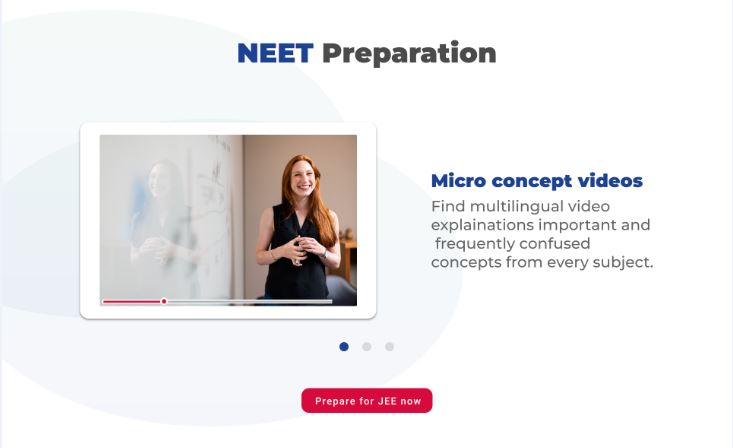 NEET Preparation
Micro concept videos
Find multilingual video
explainations important and
frequently confused
concepts from every subject.
Prepare for JEE now